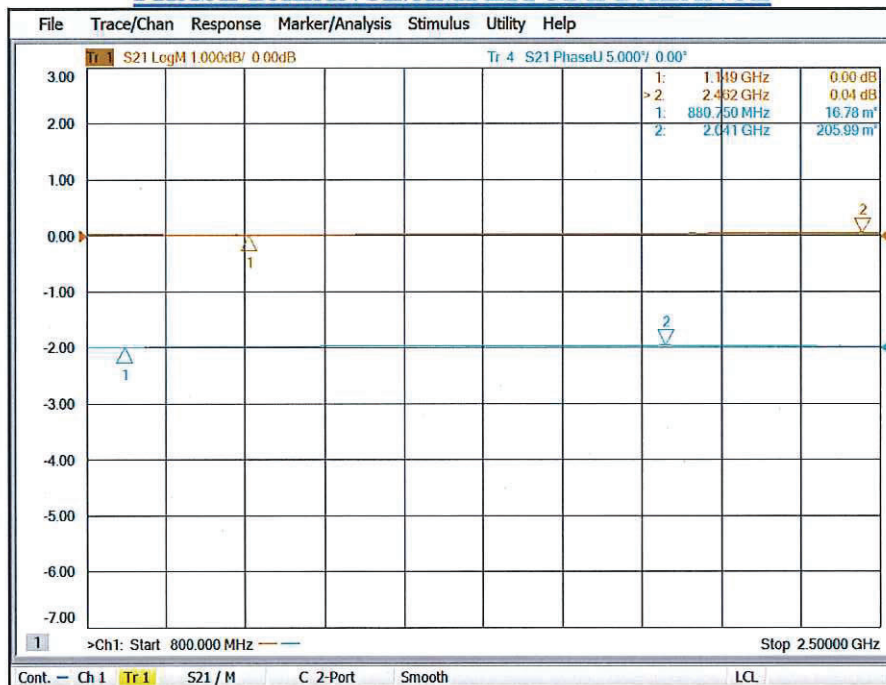 File Trace/Chan Response Marker/Analysis Stimulus Utility Help
Tr 1 S21 LogM 1.000dB/ 0.00dB
Tr 4 S21 PhaseU 5.000°/ 0.00°
1: 1.149 GHz 0.00 dB
> 2: 2.462 GHz 0.04 dB
1: 880.750 MHz 16.78 m°
2: 2.041 GHz 205.99 m°
3.00
2.00
1.00
0.00
-1.00
-2.00
-3.00
-4.00
-5.00
-6.00
-7.00
1
2
1
2
1 >Ch1: Start 800.000 MHz Stop 2.50000 GHz
Cont. Ch 1 Tr 1 S21 / M C 2-Port Smooth LCL